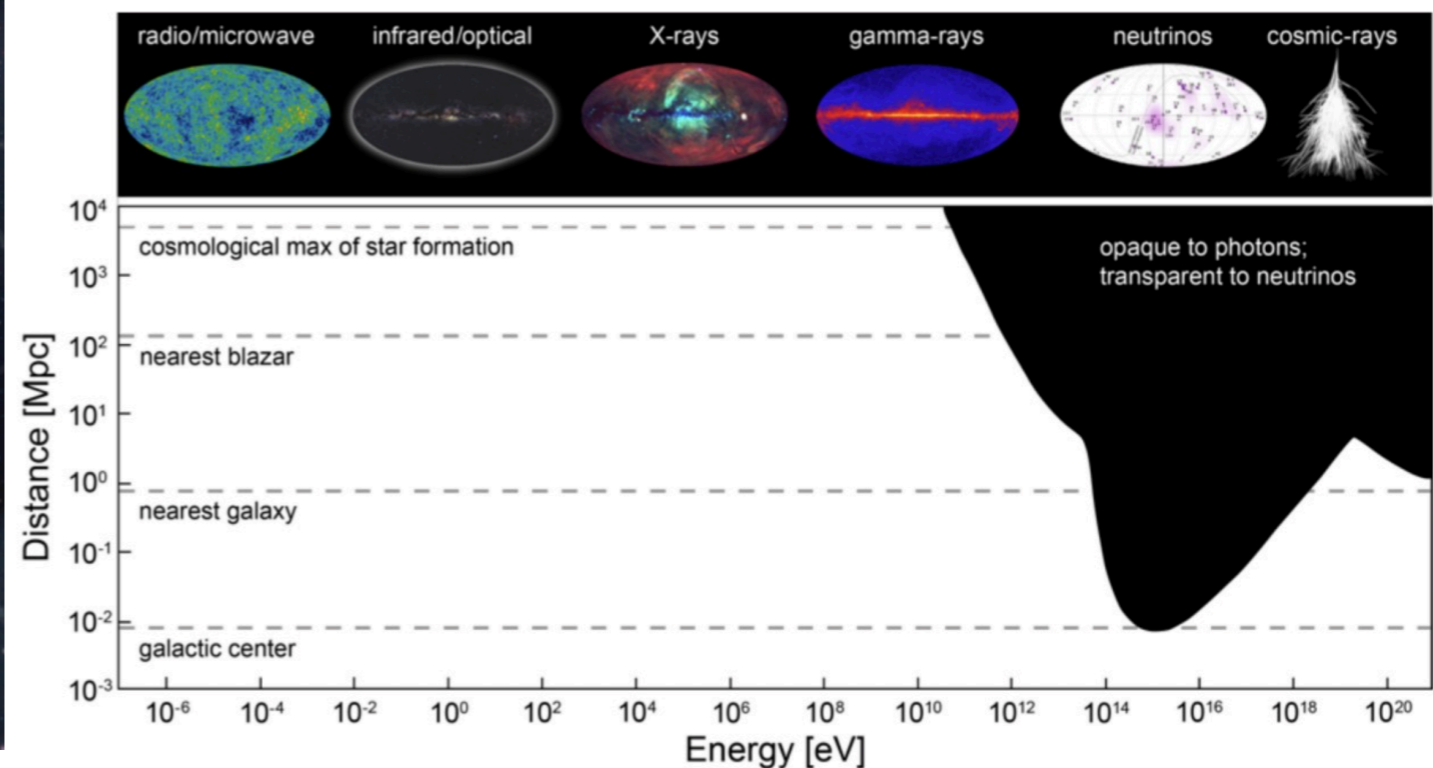 radio/microwave
infrared/optical
X-rays
gamma-rays
neutrinos
cosmic-rays
10⁴
10³
10²
10¹
10⁰
10⁻¹
10⁻²
10⁻³
Distance [Mpc]
cosmological max of star formation
nearest blazar
nearest galaxy
galactic center
opaque to photons;
transparent to neutrinos
10⁻⁶ 10⁻⁴ 10⁻² 10⁰ 10² 10⁴ 10⁶ 10⁸ 10¹⁰ 10¹² 10¹⁴ 10¹⁶ 10¹⁸ 10²⁰
Energy [eV]